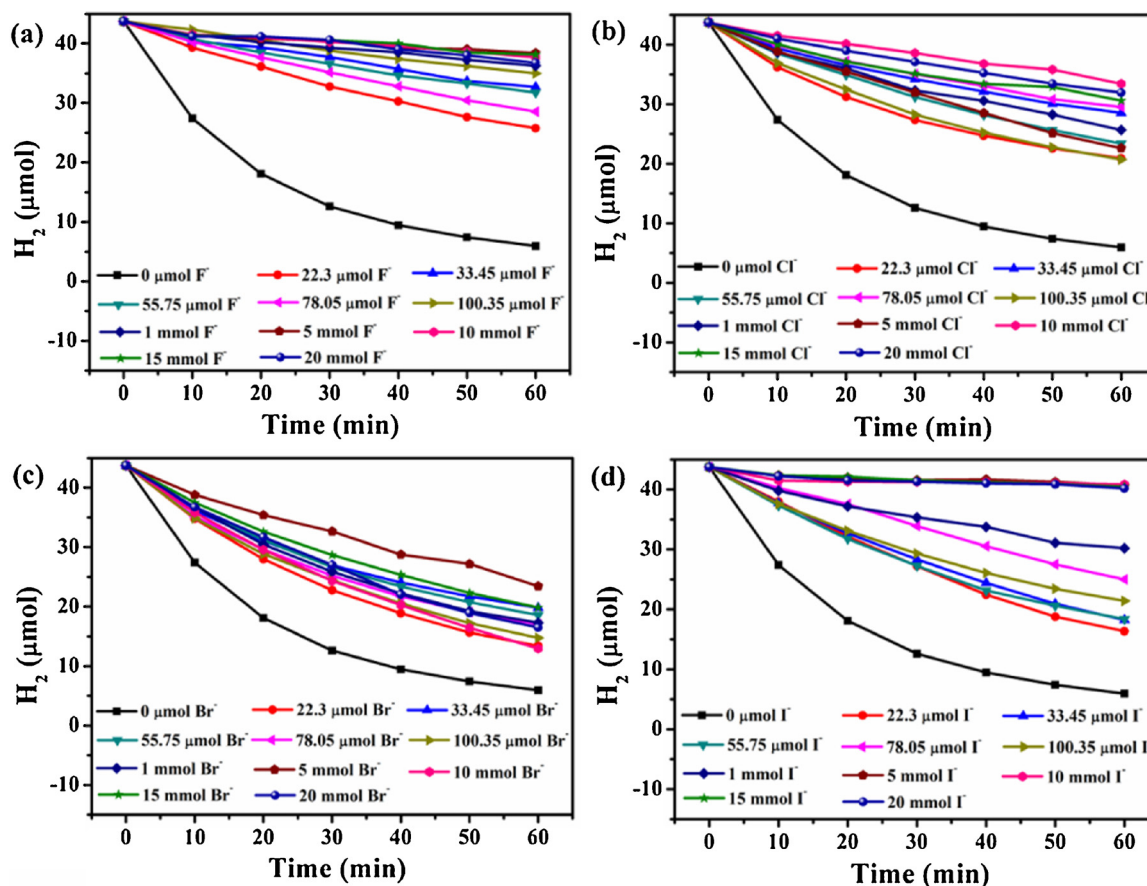 (a)
H₂ (μmol)
40
30
20
10
0
-10
0 μmol F⁻ 22.3 μmol F⁻ 33.45 μmol F⁻
55.75 μmol F⁻ 78.05 μmol F⁻ 100.35 μmol F⁻
1 mmol F⁻ 5 mmol F⁻ 10 mmol F⁻
15 mmol F⁻ 20 mmol F⁻
0 10 20 30 40 50 60
Time (min)
(b)
H₂ (μmol)
40
30
20
10
0
-10
0 μmol Cl⁻ 22.3 μmol Cl⁻ 33.45 μmol Cl⁻
55.75 μmol Cl⁻ 78.05 μmol Cl⁻ 100.35 μmol Cl
1 mmol Cl⁻ 5 mmol Cl⁻ 10 mmol Cl⁻
15 mmol Cl⁻ 20 mmol Cl⁻
0 10 20 30 40 50 60
Time (min)
(c)
H₂ (μmol)
40
30
20
10
0
-10
0 μmol Br⁻ 22.3 μmol Br⁻ 33.45 μmol Br⁻
55.75 μmol Br⁻ 78.05 μmol Br⁻ 100.35 μmol Br⁻
1 mmol Br⁻ 5 mmol Br⁻ 10 mmol Br⁻
15 mmol Br⁻ 20 mmol Br⁻
0 10 20 30 40 50 60
Time (min)
(d)
H₂ (μmol)
40
30
20
10
0
-10
0 μmol I⁻ 22.3 μmol I⁻ 33.45 μmol I⁻
55.75 μmol I⁻ 78.05 μmol I⁻ 100.35 μmol I
1 mmol I⁻ 5 mmol I⁻ 10 mmol I⁻
15 mmol I⁻ 20 mmol I⁻
0 10 20 30 40 50 60
Time (min)